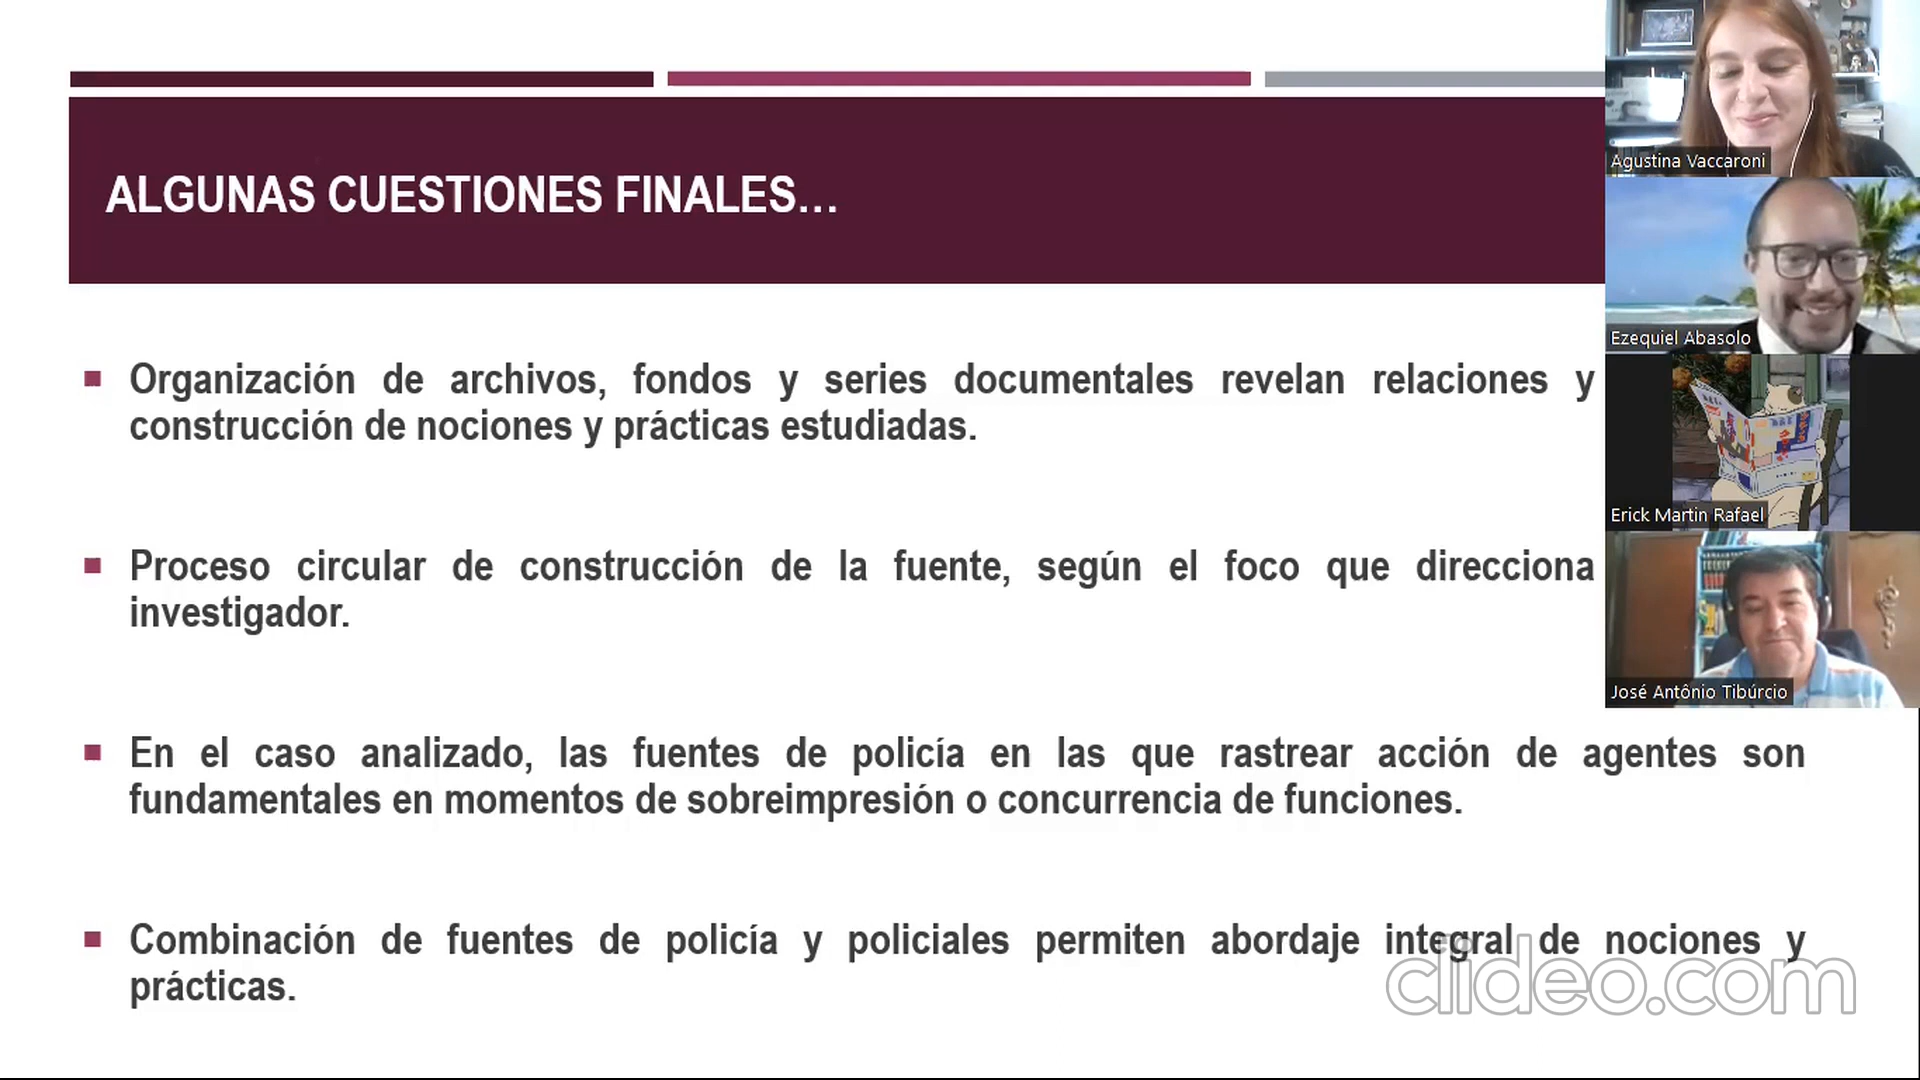 ALGUNAS CUESTIONES FINALES...
Organización de archivos, fondos y series documentales revelan relaciones y
construcción de nociones y prácticas estudiadas.
Proceso circular de construcción de la fuente, según el foco que direcciona
investigador.
En el caso analizado, las fuentes de policía en las que rastrear acción de agentes son
fundamentales en momentos de sobreimpresión o concurrencia de funciones.
Combinación de fuentes de policía y policiales permiten abordaje integral de nociones y
prácticas.
Agustina Vaccaroni
Ezequiel Abasolo
Erick Martin Rafael
José Antônio Tibúrcio
clideo.com